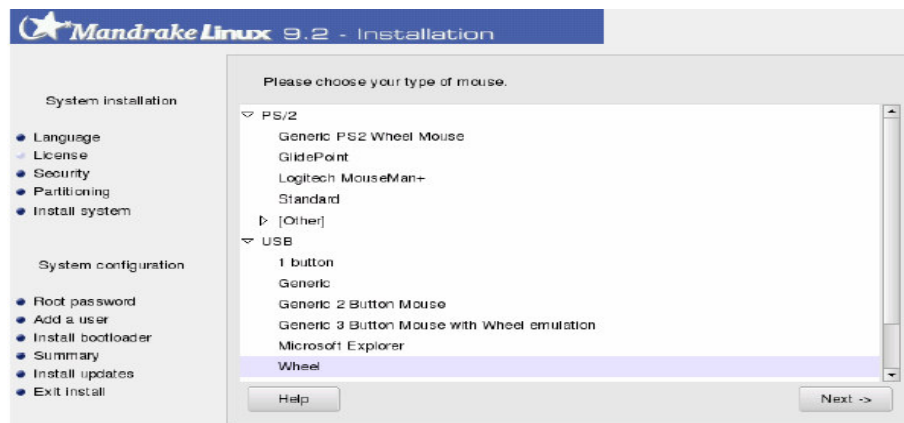 Mandrake Linux 9.2 - Installation
System installation
Language
License
Security
Partitioning
Install system
System configuration
Root password
Add a user
Install bootloader
Summary
Install updates
Exit install
Please choose your type of mouse.
PS/2
Generic PS2 Wheel Mouse
GlidePoint
Logitech MouseMan+
Standard
[Other]
USB
1 button
Generic
Generic 2 Button Mouse
Generic 3 Button Mouse with Wheel emulation
Microsoft Explorer
Wheel
Help
Next ->